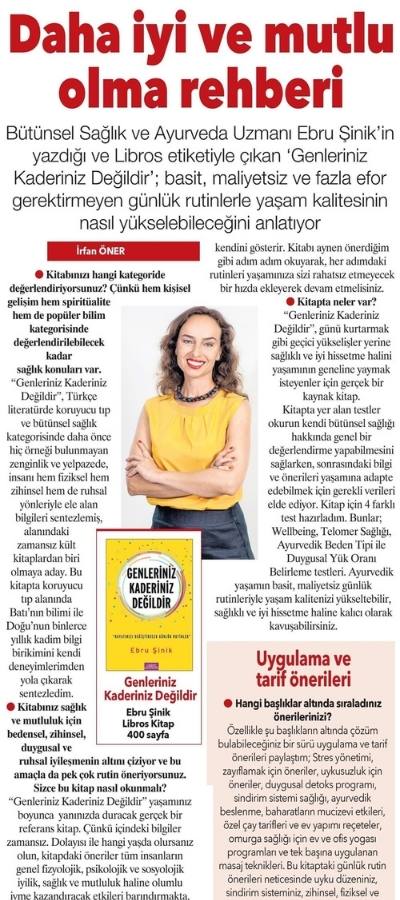 Daha iyi ve mutlu
olma rehberi
Bütünsel Sağlık ve Ayurveda Uzmanı Ebru Şinik'in
yazdığı ve Libros etiketiyle çıkan 'Genleriniz
Kaderiniz Değildir'; basit, maliyetsiz ve fazla efor
gerektirmeyen günlük rutinlerle yaşam kalitesinin
nasıl yükselebileceğini anlatıyor
İrfan ÖNER
● Kitabınızı hangi kategoride
değerlendiriyorsunuz? Çünkü hem kişisel
gelişim hem spiritüalite
hem de popüler bilim
kategorisinde
değerlendirilebilecek
kadar
sağlık konuları var.
"Genleriniz Kaderiniz
Değildir", Türkçe
literatürde koruyucu tıp
ve bütünsel sağlık
kategorisinde daha önce
hiç örneği bulunmayan
zenginlik ve yelpazede,
insanı hem fiziksel hem
zihinsel hem de ruhsal
yönleriyle ele alan
bilgileri sentezlemiş,
alanındaki
zamansız kült
kitaplardan biri
olmaya aday. Bu
kitapta koruyucu
tıp alanında
Batı'nın bilimi ile
Doğu'nun binlerce
yıllık kadim bilgi
birikimini kendi
deneyimlerimden
yola çıkarak
sentezledim.
● Kitabınız sağlık
ve mutluluk için
bedensel, zihinsel,
duygusal ve
ruhsal iyileşmenin altını çiziyor ve bu
amaçla da pek çok rutin öneriyorsunuz.
Sizce bu kitap nasıl okunmalı?
"Genleriniz Kaderiniz Değildir" yaşamınız
boyunca yanınızda duracak gerçek bir
referans kitap. Çünkü içindeki bilgiler
zamansız. Dolayısı ile hangi yaşda olursanız
olun, kitapdaki öneriler tüm insanların
genel fizyolojik, psikolojik ve sosyolojik
iyilik, sağlık ve mutluluk haline olumlu
ivme kazandıracak etkileri barındırmakta.
GENLERİNİZ
KADERİNİZ
DEĞİLDİR
Ebru Şinik
Genleriniz
Kaderiniz Değildir
Ebru Şinik
Libros Kitap
400 sayfa
kendini gösterir. Kitabı aynen önerdiğim
gibi adım adım okuyarak, her adımdaki
rutinleri yaşamınıza sizi rahatsız etmeyecek
bir hızda ekleyerek devam etmelisiniz.
● Kitapta neler var?
"Genleriniz Kaderiniz
Değildir", günü kurtarmak
gibi geçici yükselişler yerine
sağlıklı ve iyi hissetme halini
yaşamının geneline yaymak
isteyenler için gerçek bir
kaynak kitap.
Kitapta yer alan testler
okurun kendi bütünsel sağlığı
hakkında genel bir
değerlendirme yapabilmesini
sağlarken, sonrasındaki bilgi
ve önerileri yaşamına adapte
edebilmek için gerekli verileri
elde ediyor. Kitap için 4 farklı
test hazırladım. Bunlar;
Wellbeing, Telomer Sağlığı,
Ayurvedik Beden Tipi ile
Duygusal Yük Oranı
Belirleme testleri. Ayurvedik
yaşamın basit, maliyetsiz günlük
rutinleriyle yaşam kalitenizi yükseltebilir,
sağlıklı ve iyi hissetme haline kalıcı olarak
kavuşabilirsiniz.
Uygulama ve
tarif önerileri
● Hangi başlıklar altında sıraladınız
önerilerinizi?
Özellikle şu başlıkların altında çözüm
bulabileceğiniz bir sürü uygulama ve tarif
önerileri paylaştım; Stres yönetimi,
zayıflamak için öneriler, uykusuzluk için
öneriler, duygusal detoks programı,
sindirim sistemi sağlığı, ayurvedik
beslenme, baharatların mucizevi etkileri,
özel çay tarifleri ve ev yapımı reçeteler,
omurga sağlığı için ev ve ofis yogası
programları ve tek başına uygulanan
masaj teknikleri. Bu kitaptaki günlük rutin
önerileri neticesinde uyku düzeniniz,
sindirim sisteminiz, zihinsel, fiziksel ve